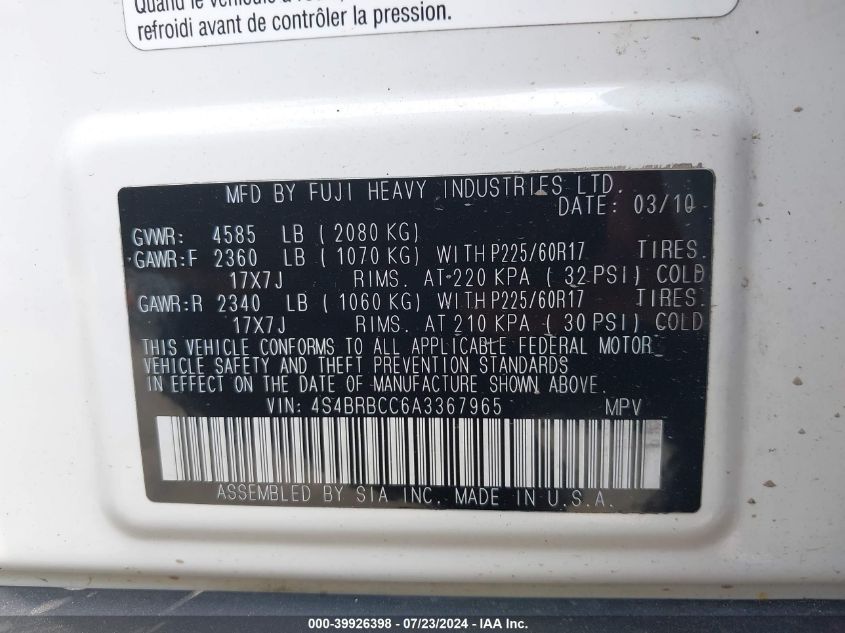 Quand le véhicule a
refroidi avant de contrôler la pression.
MFD BY FUJI HEAVY INDUSTRIES LTD.
DATE: 03/10
GVWR: 4585 LB ( 2080 KG)
GAWR:F 2360 LB ( 1070 KG) WITH P225/60R17 TIRES
17X7J RIMS. AT 220 KPA ( 32 PSI) COLD
GAWR:R 2340 LB ( 1060 KG) WITH P225/60R17 TIRES
17X7J RIMS. AT 210 KPA ( 30 PSI) COLD
THIS VEHICLE CONFORMS TO ALL APPLICABLE FEDERAL MOTOR
VEHICLE SAFETY AND THEFT PREVENTION STANDARDS
IN EFFECT ON THE DATE OF MANUFACTURE SHOWN ABOVE.
VIN: 4S4BRBCC6A3367965 MPV
ASSEMBLED BY SIA INC. MADE IN U.S.A.
000-39926398 - 07/23/2024 - IAA Inc.